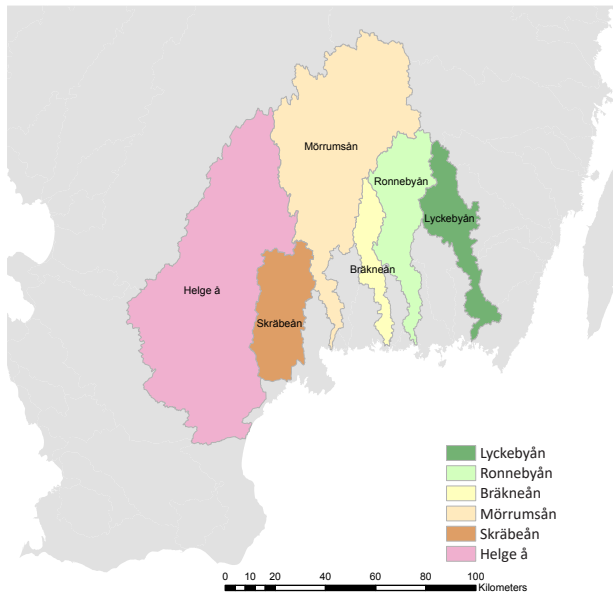 Mörrumsån
Ronnebyån
Lyckebyån
Bräkneån
Helge å
Skräbeån
Lyckebyån
Ronnebyån
Bräkneån
Mörrumsån
Skräbeån
Helge å
0 10 20 40 60 80 100
Kilometers